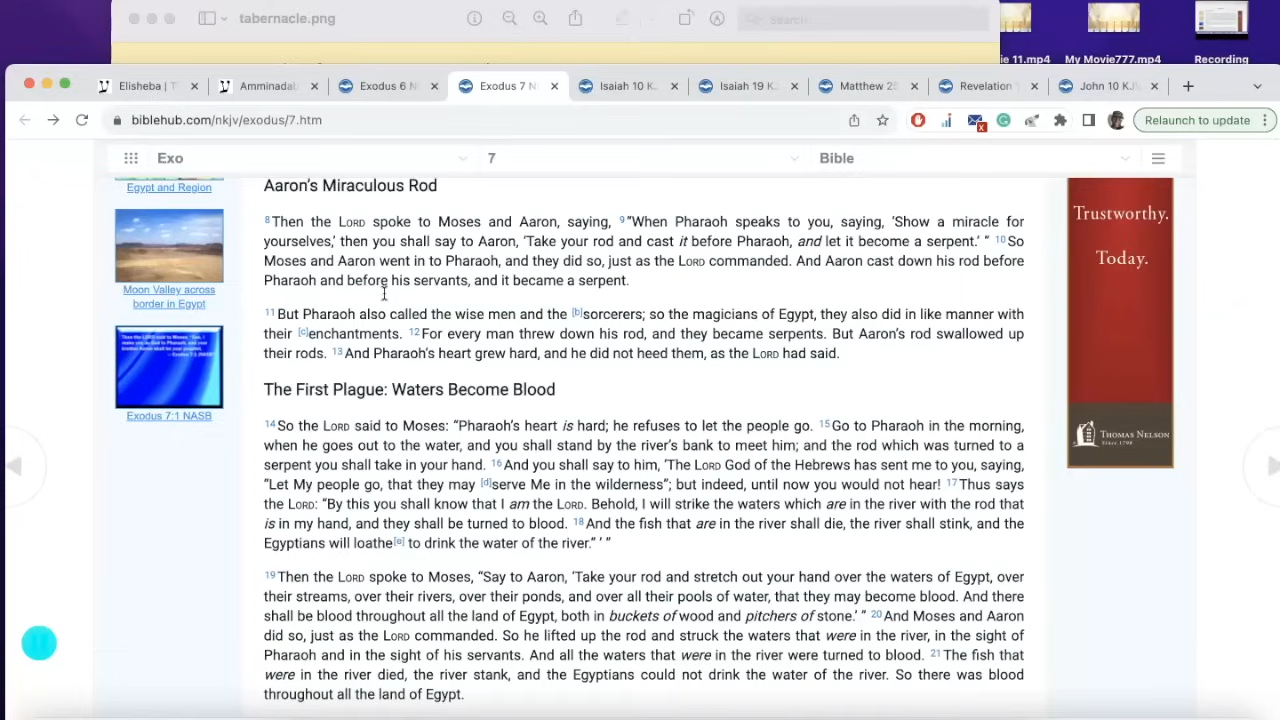 tabernacle.png
Search
ie 11.mp4
My Movie777.mp4
Recording
Elisheba | T
Amminadab
Exodus 6 N
Exodus 7 N
Isaiah 10 K
Isaiah 19 K
Matthew 25
Revelation
John 10 KJ
biblehub.com/nkjv/exodus/7.htm
Relaunch to update
Exo
7
Bible
Egypt and Region
Moon Valley across
border in Egypt
Exodus 7:1 NASB
Aaron's Miraculous Rod
8Then the LORD spoke to Moses and Aaron, saying, 9“When Pharaoh speaks to you, saying, ‘Show a miracle for
yourselves,’ then you shall say to Aaron, ‘Take your rod and cast it before Pharaoh, and let it become a serpent.’ ” 10So
Moses and Aaron went in to Pharaoh, and they did so, just as the LORD commanded. And Aaron cast down his rod before
Pharaoh and before his servants, and it became a serpent.
11But Pharaoh also called the wise men and the [b]sorcerers; so the magicians of Egypt, they also did in like manner with
their [c]enchantments. 12For every man threw down his rod, and they became serpents. But Aaron's rod swallowed up
their rods. 13And Pharaoh's heart grew hard, and he did not heed them, as the LORD had said.
The First Plague: Waters Become Blood
14So the LORD said to Moses: “Pharaoh's heart is hard; he refuses to let the people go. 15Go to Pharaoh in the morning,
when he goes out to the water, and you shall stand by the river's bank to meet him; and the rod which was turned to a
serpent you shall take in your hand. 16And you shall say to him, ‘The LORD God of the Hebrews has sent me to you, saying,
“Let My people go, that they may [d]serve Me in the wilderness”; but indeed, until now you would not hear! 17Thus says
the LORD: “By this you shall know that I am the LORD. Behold, I will strike the waters which are in the river with the rod that
is in my hand, and they shall be turned to blood. 18And the fish that are in the river shall die, the river shall stink, and the
Egyptians will loathe[e] to drink the water of the river.” ’ ”
19Then the LORD spoke to Moses, “Say to Aaron, ‘Take your rod and stretch out your hand over the waters of Egypt, over
their streams, over their rivers, over their ponds, and over all their pools of water, that they may become blood. And there
shall be blood throughout all the land of Egypt, both in buckets of wood and pitchers of stone.’ ” 20And Moses and Aaron
did so, just as the LORD commanded. So he lifted up the rod and struck the waters that were in the river, in the sight of
Pharaoh and in the sight of his servants. And all the waters that were in the river were turned to blood. 21The fish that
were in the river died, the river stank, and the Egyptians could not drink the water of the river. So there was blood
throughout all the land of Egypt.
Trustworthy.
Today.
THOMAS NELSON
Since 1798